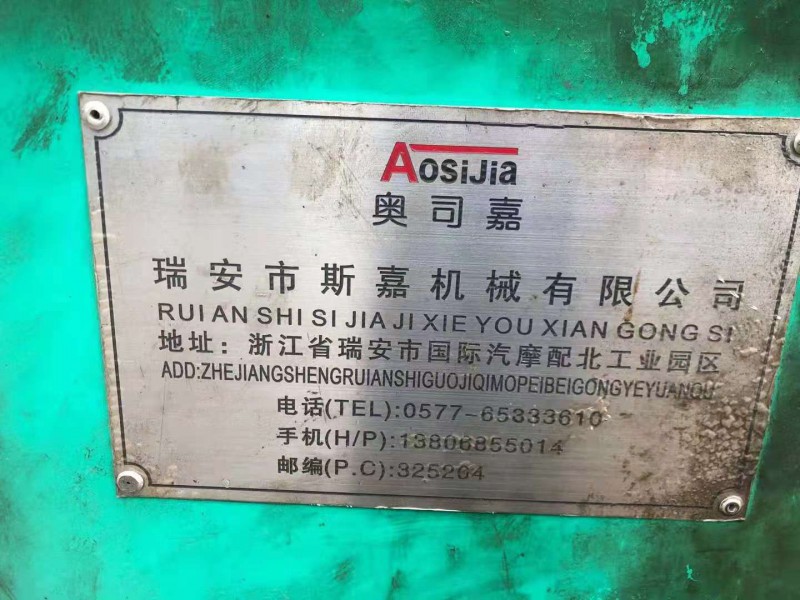 AosiJia
奥司嘉
瑞安市斯嘉机械有限公司
RUI AN SHI SI JIA JI XIE YOU XIAN GONG SI
地址：浙江省瑞安市国际汽摩配北工业园区
ADD:ZHEJIANGSHENGRUIANSHIGUOJIQIMOPEIBEIGONGYEYUANQU
电话(TEL):0577-65333610
手机(H/P):13806855014
邮编(P.C):325204